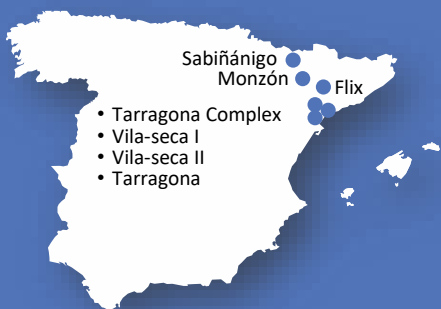 Sabiñánigo
Monzón
Flix
• Tarragona Complex
• Vila-seca I
• Vila-seca II
• Tarragona